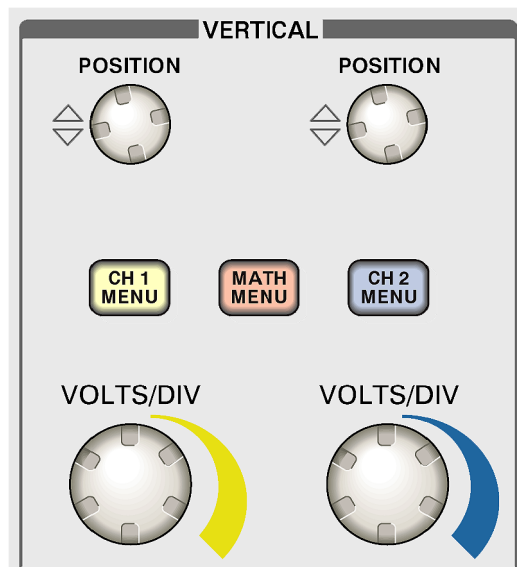 VERTICAL
POSITION
POSITION
CH 1
MENU
MATH
MENU
CH 2
MENU
VOLTS/DIV
VOLTS/DIV